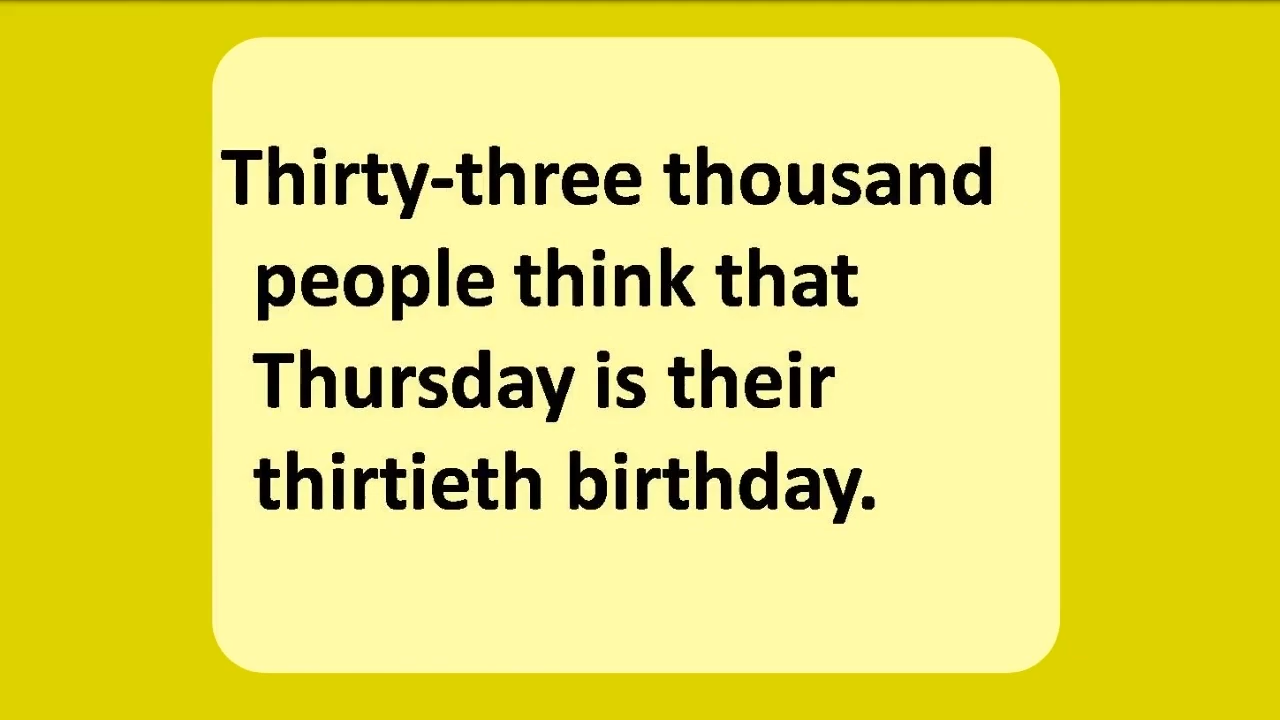 Thirty-three thousand
people think that
Thursday is their
thirtieth birthday.